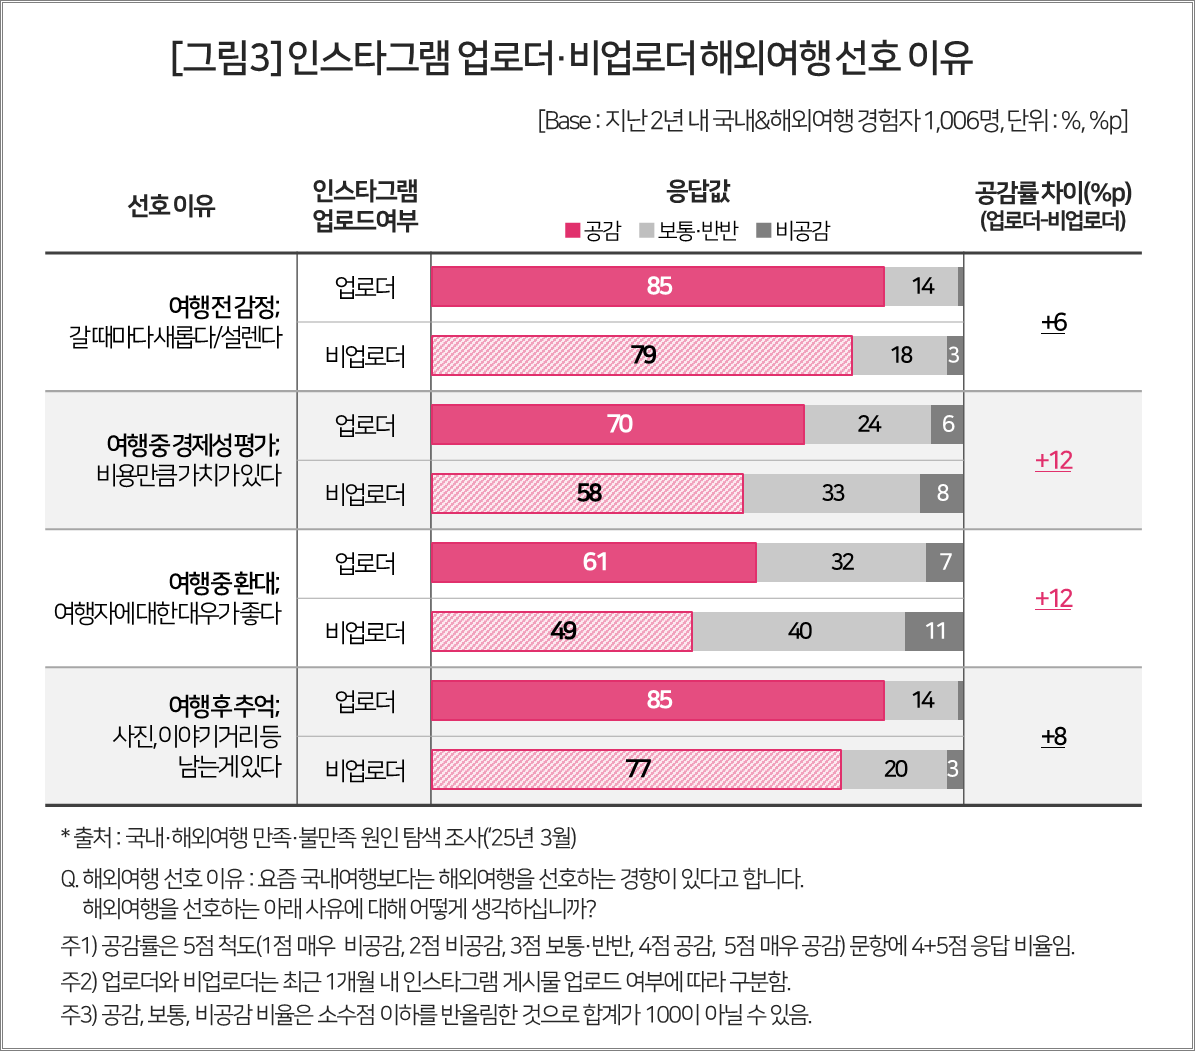 [그림3] 인스타그램 업로더·비업로더 해외여행 선호 이유
[Base : 지난 2년 내 국내&해외여행 경험자 1,006명, 단위 : %, %p]
선호 이유
인스타그램
업로드여부
응답값
공감 보통·반반 비공감
공감률 차이(%p)
(업로더-비업로더)
여행 전 감정;
갈 때마다 새롭다/설렌다
업로더
85 14
비업로더
79 18 3
+6
여행 중 경제성 평가;
비용만큼 가치가 있다
업로더
70 24 6
비업로더
58 33 8
+12
여행 중 환대;
여행자에 대한 대우가 좋다
업로더
61 32 7
비업로더
49 40 11
+12
여행 후 추억;
사진, 이야기거리 등
남는 게 있다
업로더
85 14
비업로더
77 20 3
+8
* 출처 : 국내·해외여행 만족·불만족 원인 탐색 조사('25년 3월)
Q. 해외여행 선호 이유 : 요즘 국내여행보다는 해외여행을 선호하는 경향이 있다고 합니다.
해외여행을 선호하는 아래 사유에 대해 어떻게 생각하십니까?
주1) 공감률은 5점 척도(1점 매우 비공감, 2점 비공감, 3점 보통·반반, 4점 공감, 5점 매우 공감) 문항에 4+5점 응답 비율임.
주2) 업로더와 비업로더는 최근 1개월 내 인스타그램 게시물 업로드 여부에 따라 구분함.
주3) 공감, 보통, 비공감 비율은 소수점 이하를 반올림한 것으로 합계가 100이 아닐 수 있음.